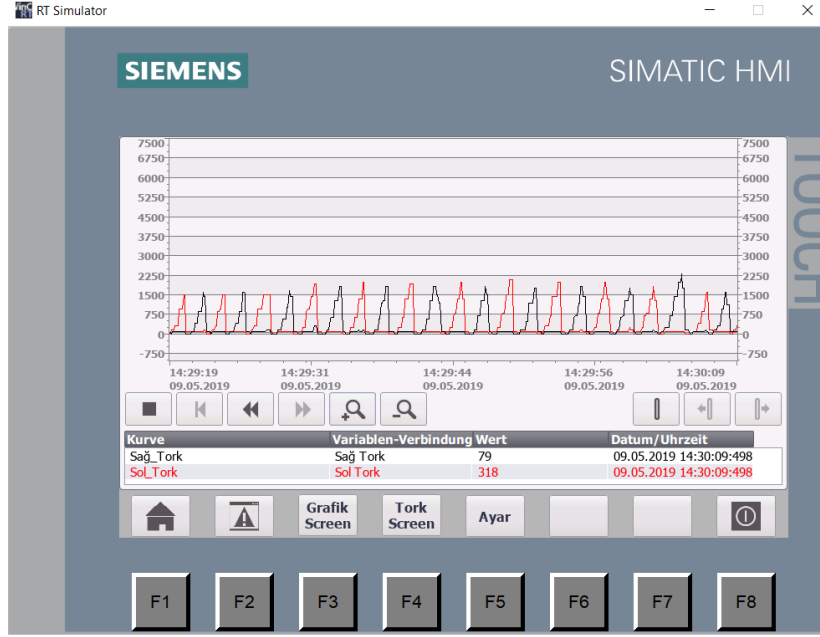 RT Simulator
SIEMENS
SIMATIC HMI
TOUCH
7500 7500
6750 6750
6000 6000
5250 5250
4500 4500
3750 3750
3000 3000
2250 2250
1500 1500
750 750
0 0
-750 -750
14:29:19 14:29:31 14:29:44 14:29:56 14:30:09
09.05.2019 09.05.2019 09.05.2019 09.05.2019 09.05.2019
Kurve Variablen-Verbindung Wert Datum/Uhrzeit
Sağ_Tork Sağ Tork 79 09.05.2019 14:30:09:498
Sol_Tork Sol Tork 318 09.05.2019 14:30:09:498
Grafik Tork
Screen Screen Ayar
F1 F2 F3 F4 F5 F6 F7 F8